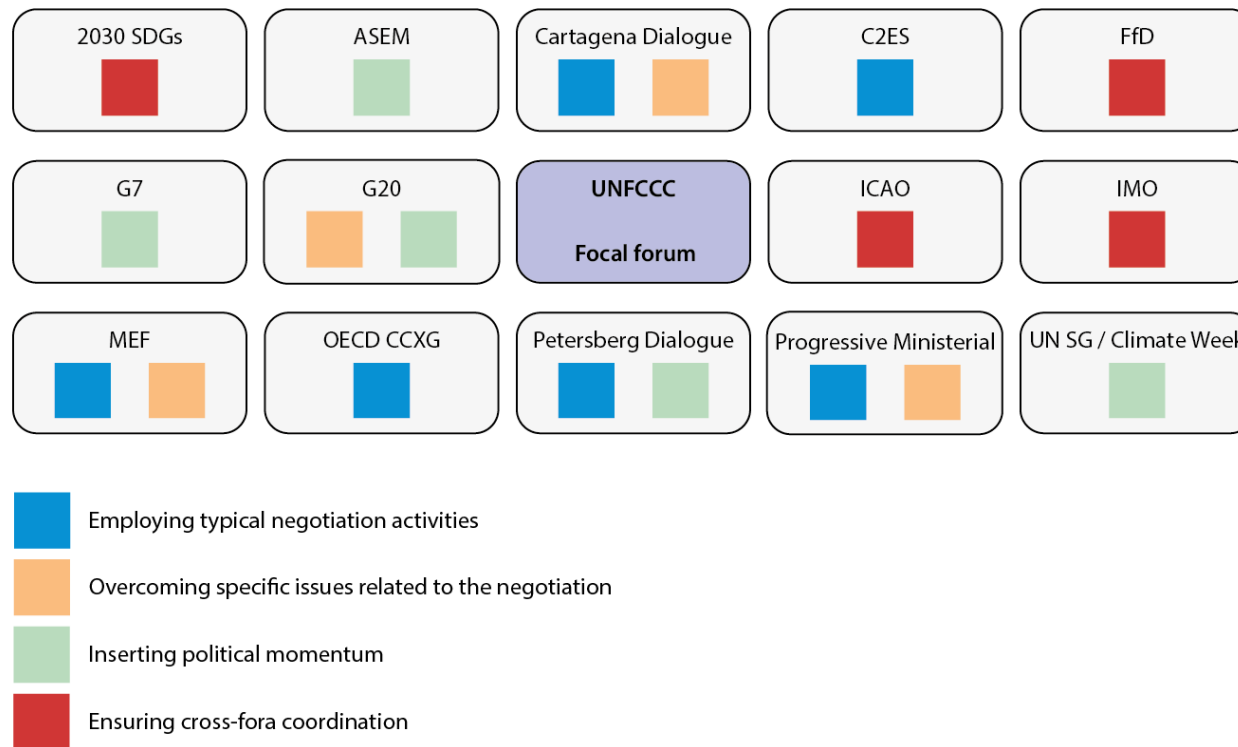 2030 SDGs
ASEM
Cartagena Dialogue
C2ES
FfD
G7
G20
UNFCCC
Focal forum
ICAO
IMO
MEF
OECD CCXG
Petersberg Dialogue
Progressive Ministerial
UN SG / Climate Week
Employing typical negotiation activities
Overcoming specific issues related to the negotiation
Inserting political momentum
Ensuring cross-fora coordination